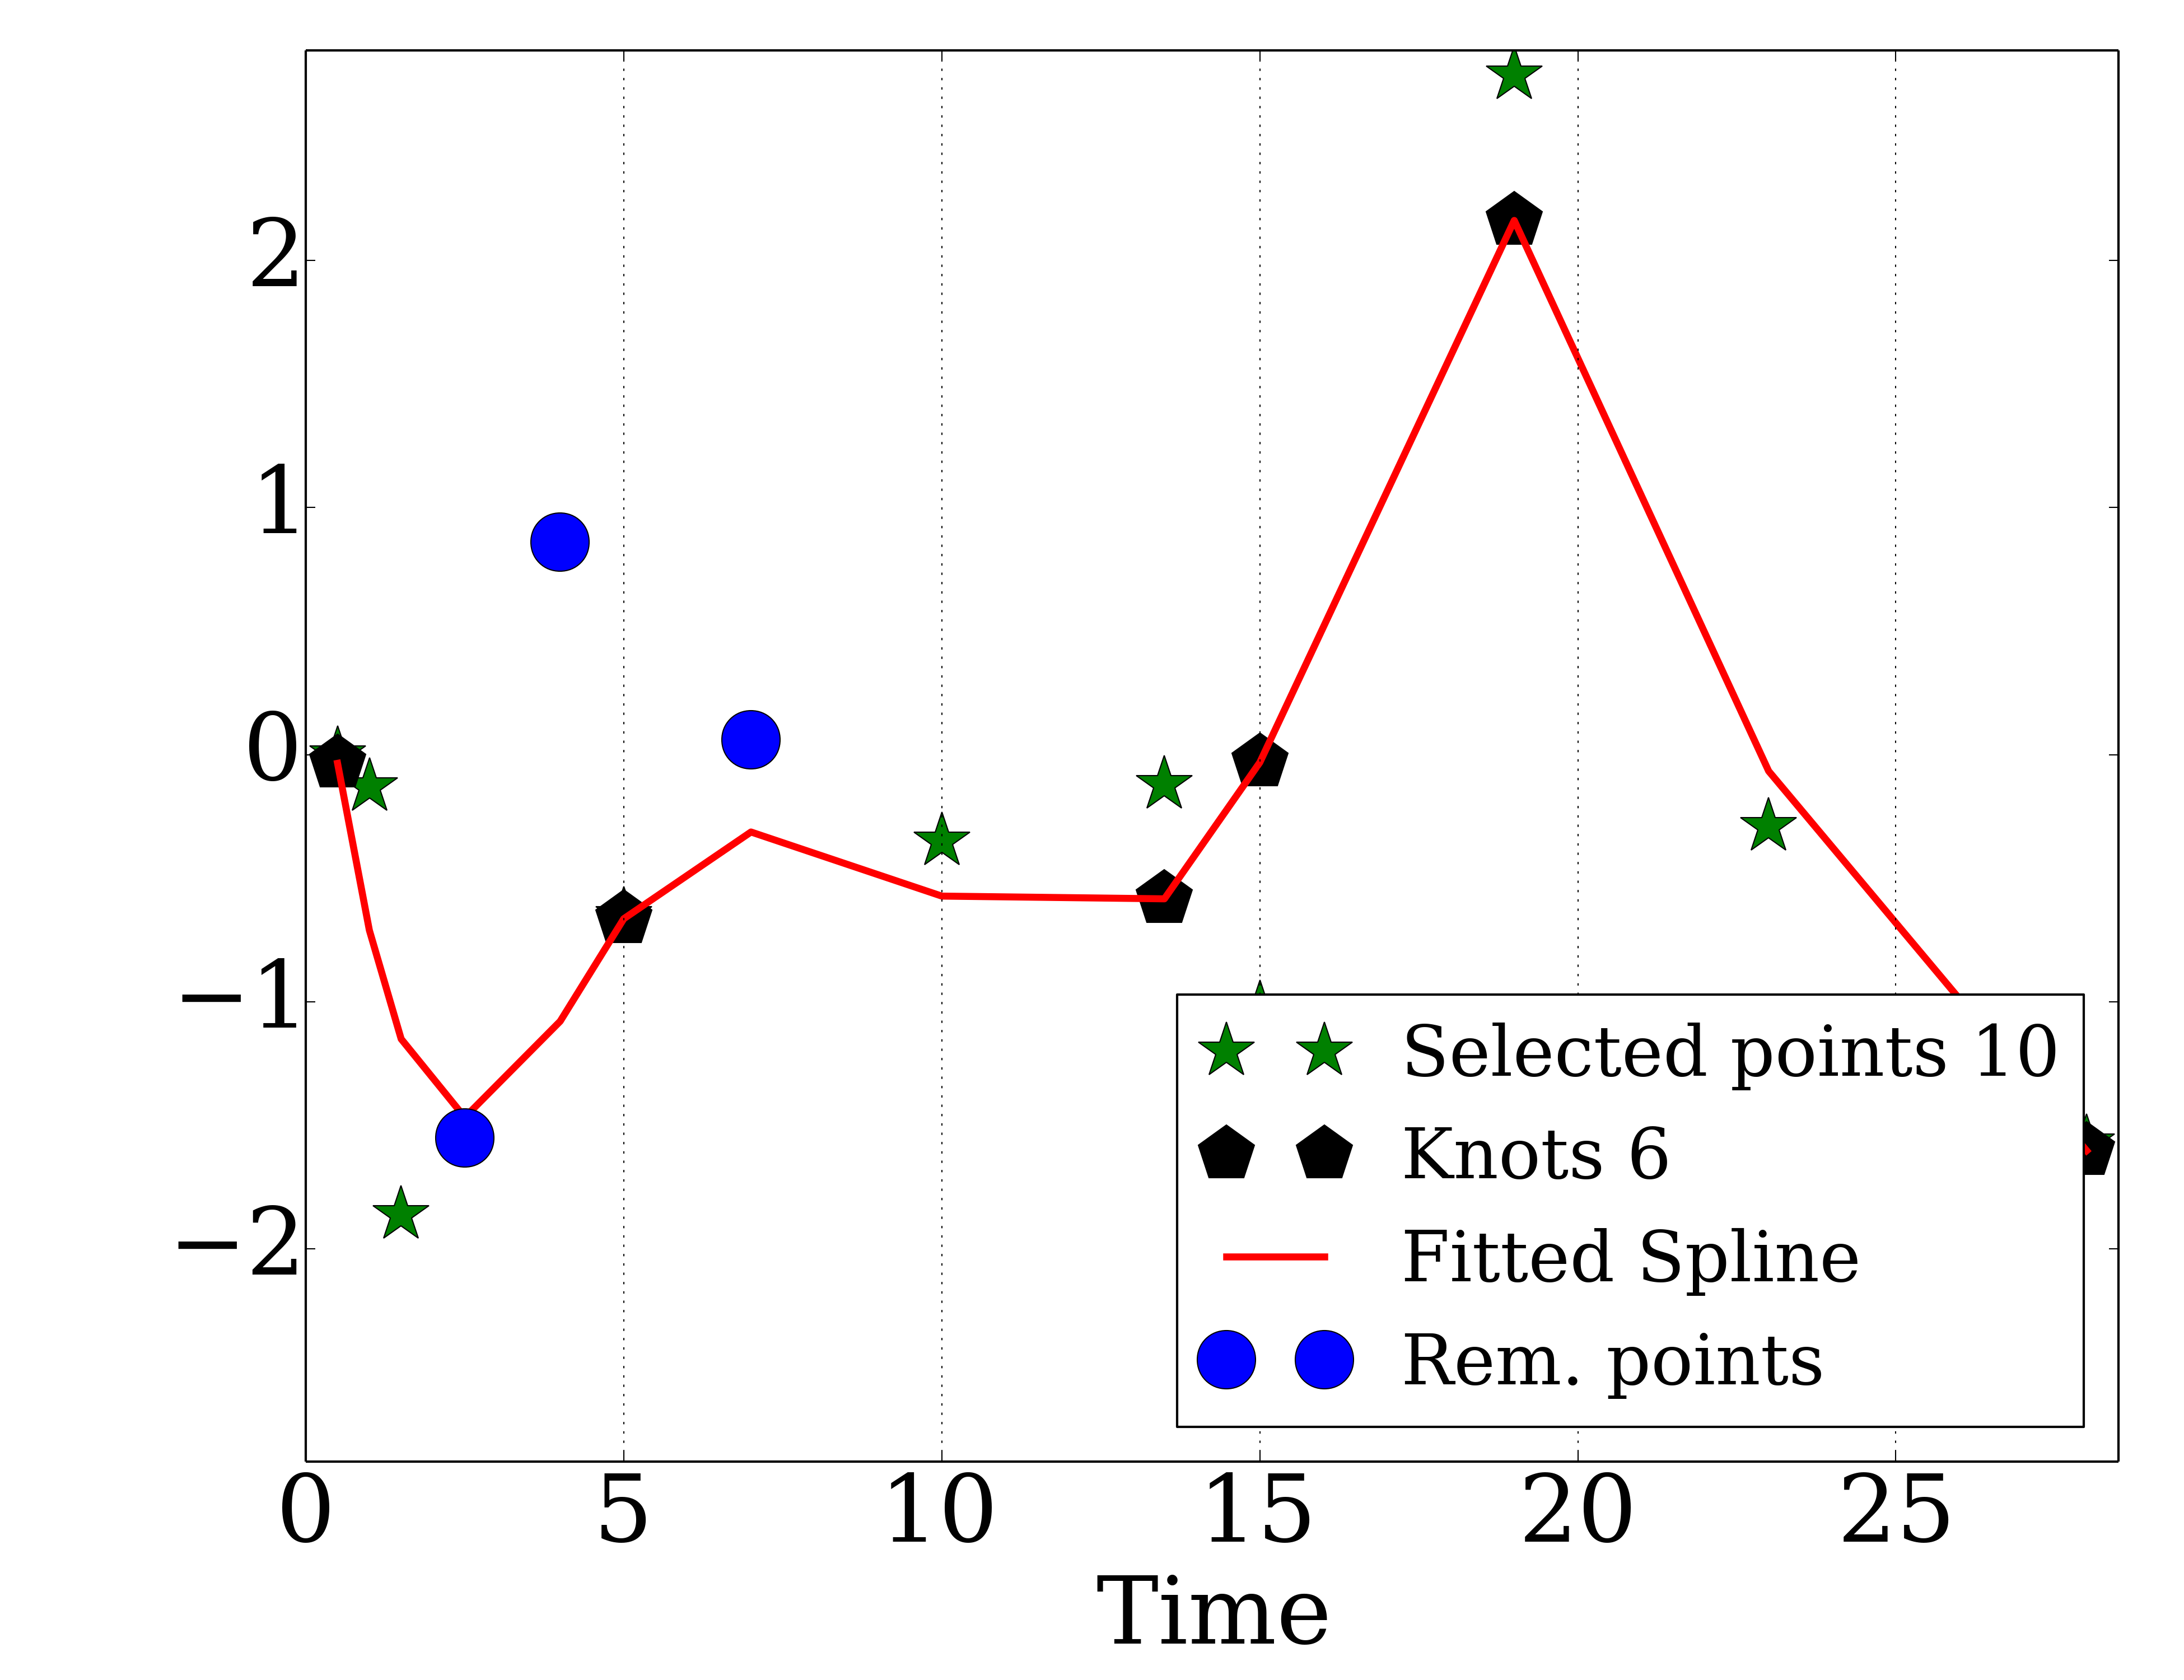 2
1
0
−1
−2
Selected points 10
Knots 6
Fitted Spline
Rem. points
0 5 10 15 20 25
Time